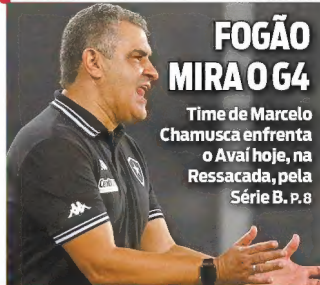 FOGÃO
MIRA O G4
Time de Marcelo
Chamusca enfrenta
o Avaí hoje, na
Ressacada, pela
Série B. P. 8